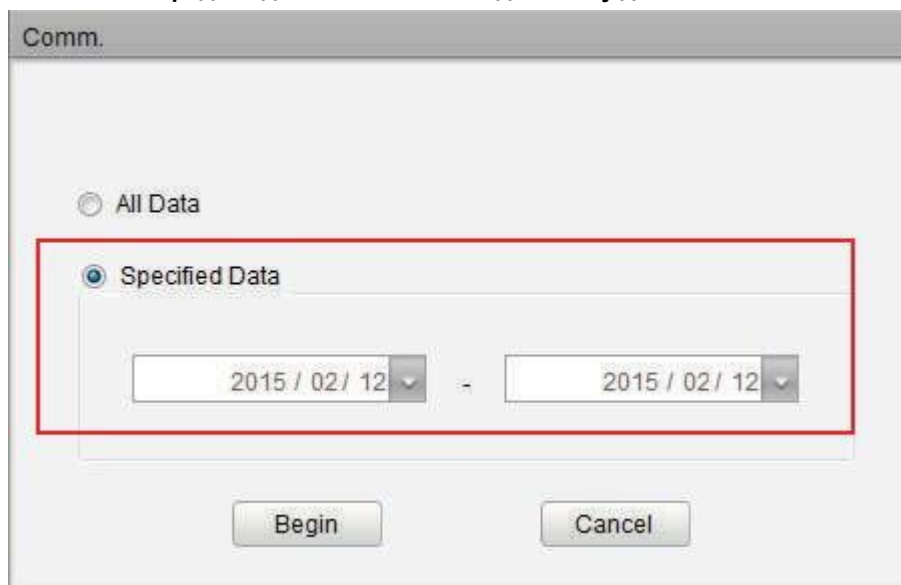 Comm.
All Data
Specified Data
2015 / 02 / 12 - 2015 / 02 / 12
Begin Cancel